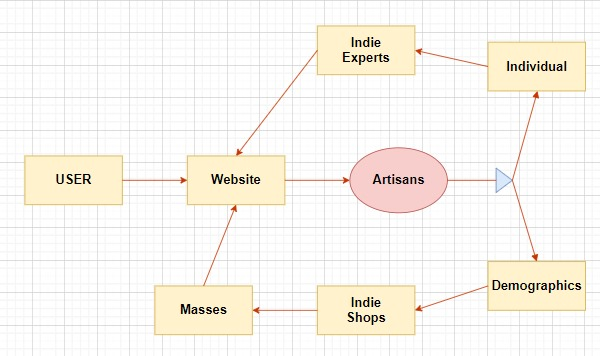 Indie
Experts
Individual
USER
Website
Artisans
Demographics
Masses
Indie
Shops